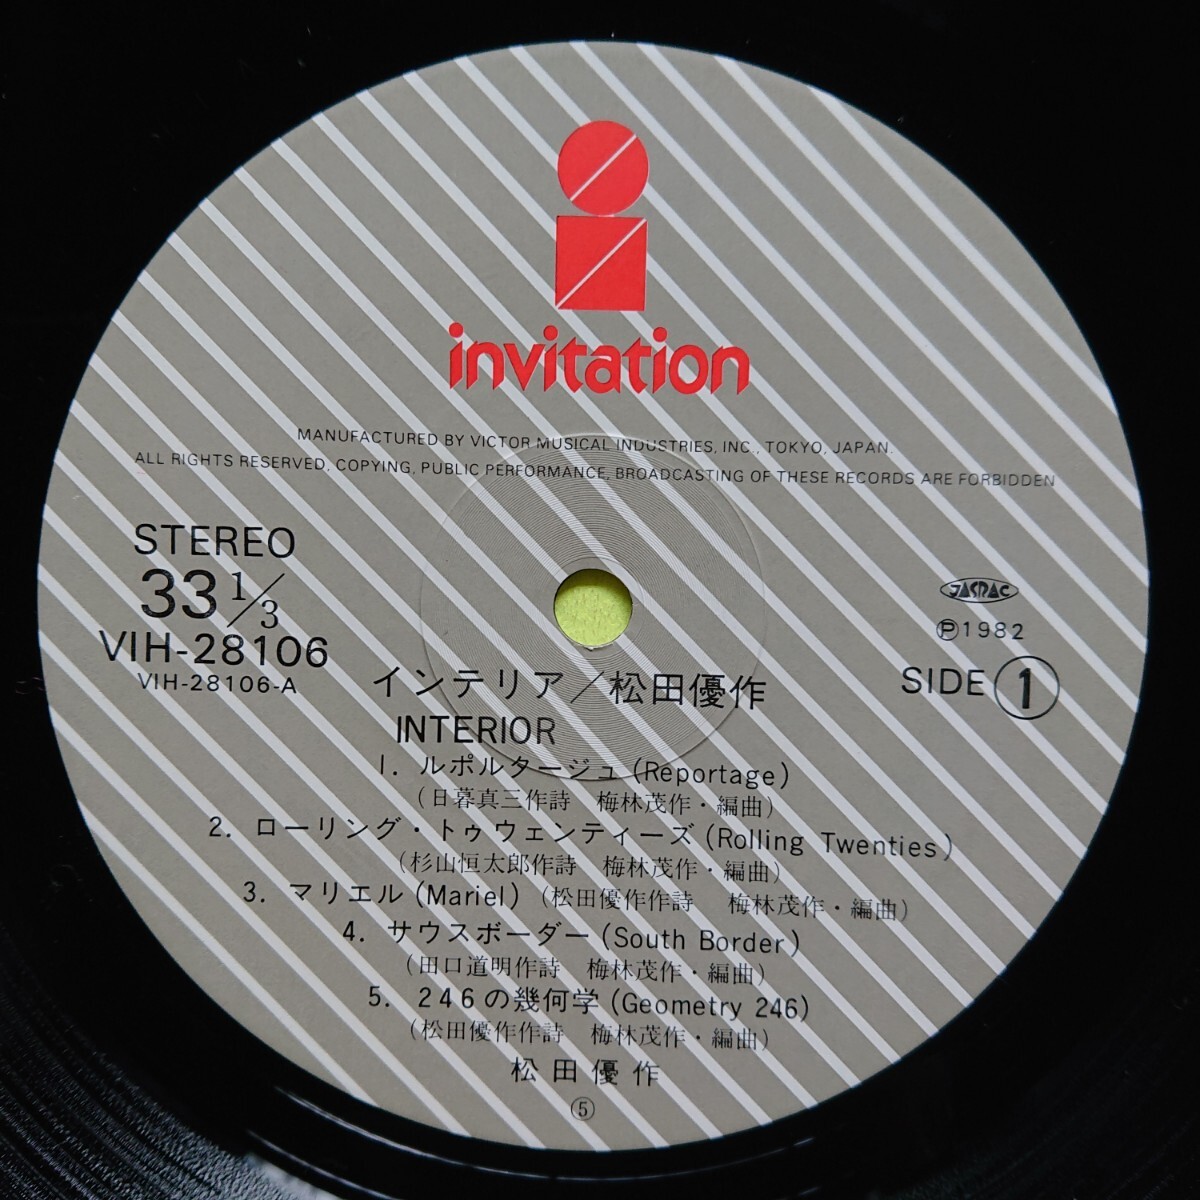 invitation
MANUFACTURED BY VICTOR MUSICAL INDUSTRIES, INC., TOKYO, JAPAN.
ALL RIGHTS RESERVED, COPYING, PUBLIC PERFORMANCE, BROADCASTING OF THESE RECORDS ARE FORBIDDEN
STEREO
33 1/3
VIH-28106
VIH-28106-A
JASRAC
Ⓟ1982
SIDE 1
インテリア/松田優作
INTERIOR
1. ルポルタージュ(Reportage)
(日暮真三作詩 梅林茂作・編曲)
2. ローリング・トゥウェンティーズ(Rolling Twenties)
(杉山恒太郎作詩 梅林茂作・編曲)
3. マリエル(Mariel)(松田優作作詩 梅林茂作・編曲)
4. サウスボーダー(South Border)
(田口道明作詩 梅林茂作・編曲)
5. 246の幾何学(Geometry 246)
(松田優作作詩 梅林茂作・編曲)
松田優作
⑤